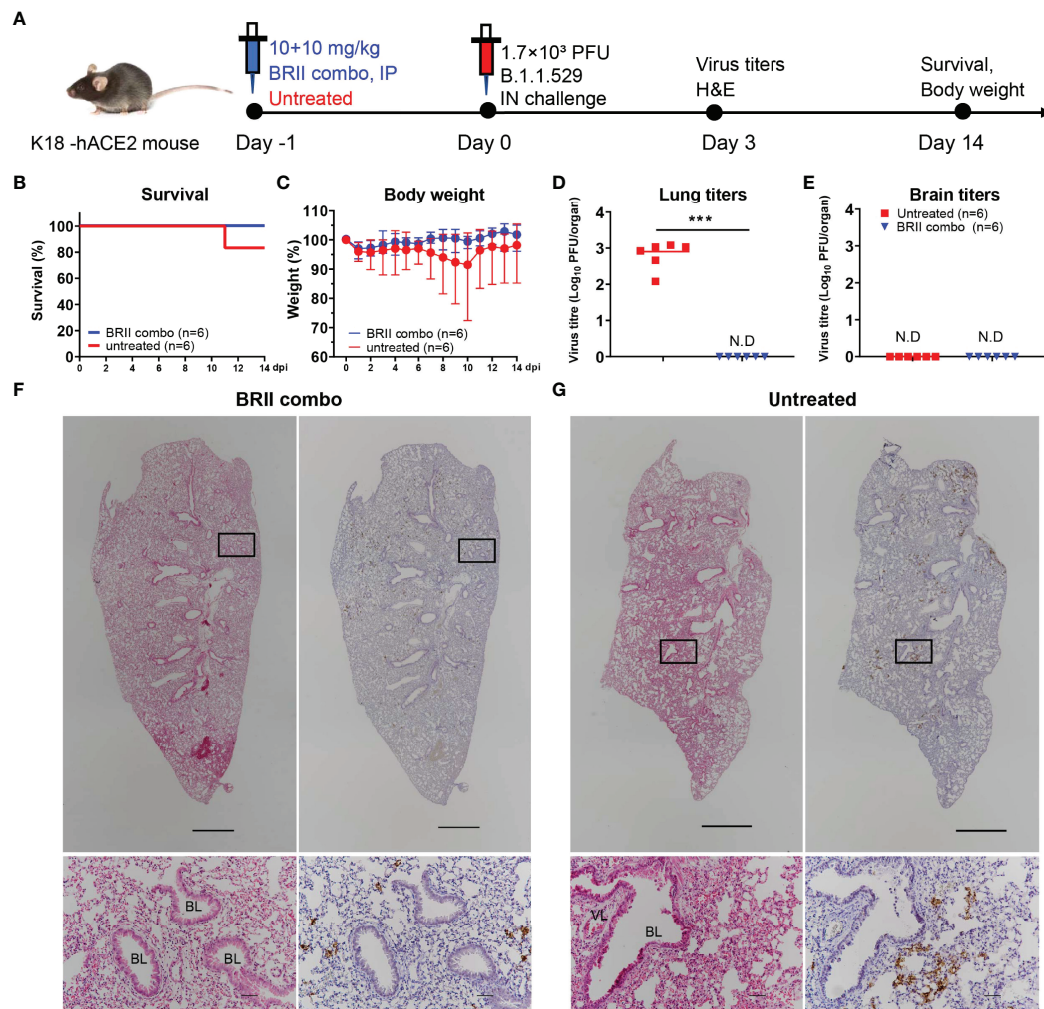 A
10+10 mg/kg
BRII combo, IP
Untreated
1.7×10³ PFU
B.1.1.529
IN challenge
Virus titers
H&E
Survival,
Body weight
K18 -hACE2 mouse
Day -1
Day 0
Day 3
Day 14
B
Survival
Survival (%)
100
80
60
40
20
0
BRII combo (n=6)
untreated (n=6)
0 2 4 6 8 10 12 14 dpi
C
Body weight
Weight (%)
110
100
90
80
70
60
BRII combo (n=6)
untreated (n=6)
0 2 4 6 8 10 12 14 dpi
D
Lung titers
Virus titre (Log₁₀ PFU/organ)
4
3
2
1
0
***
E
Brain titers
Untreated (n=6)
BRII combo (n=6)
Virus titre (Log₁₀ PFU/organ)
4
3
2
1
0
N.D
N.D
F
BRII combo
BL
BL
BL
G
Untreated
VL
BL